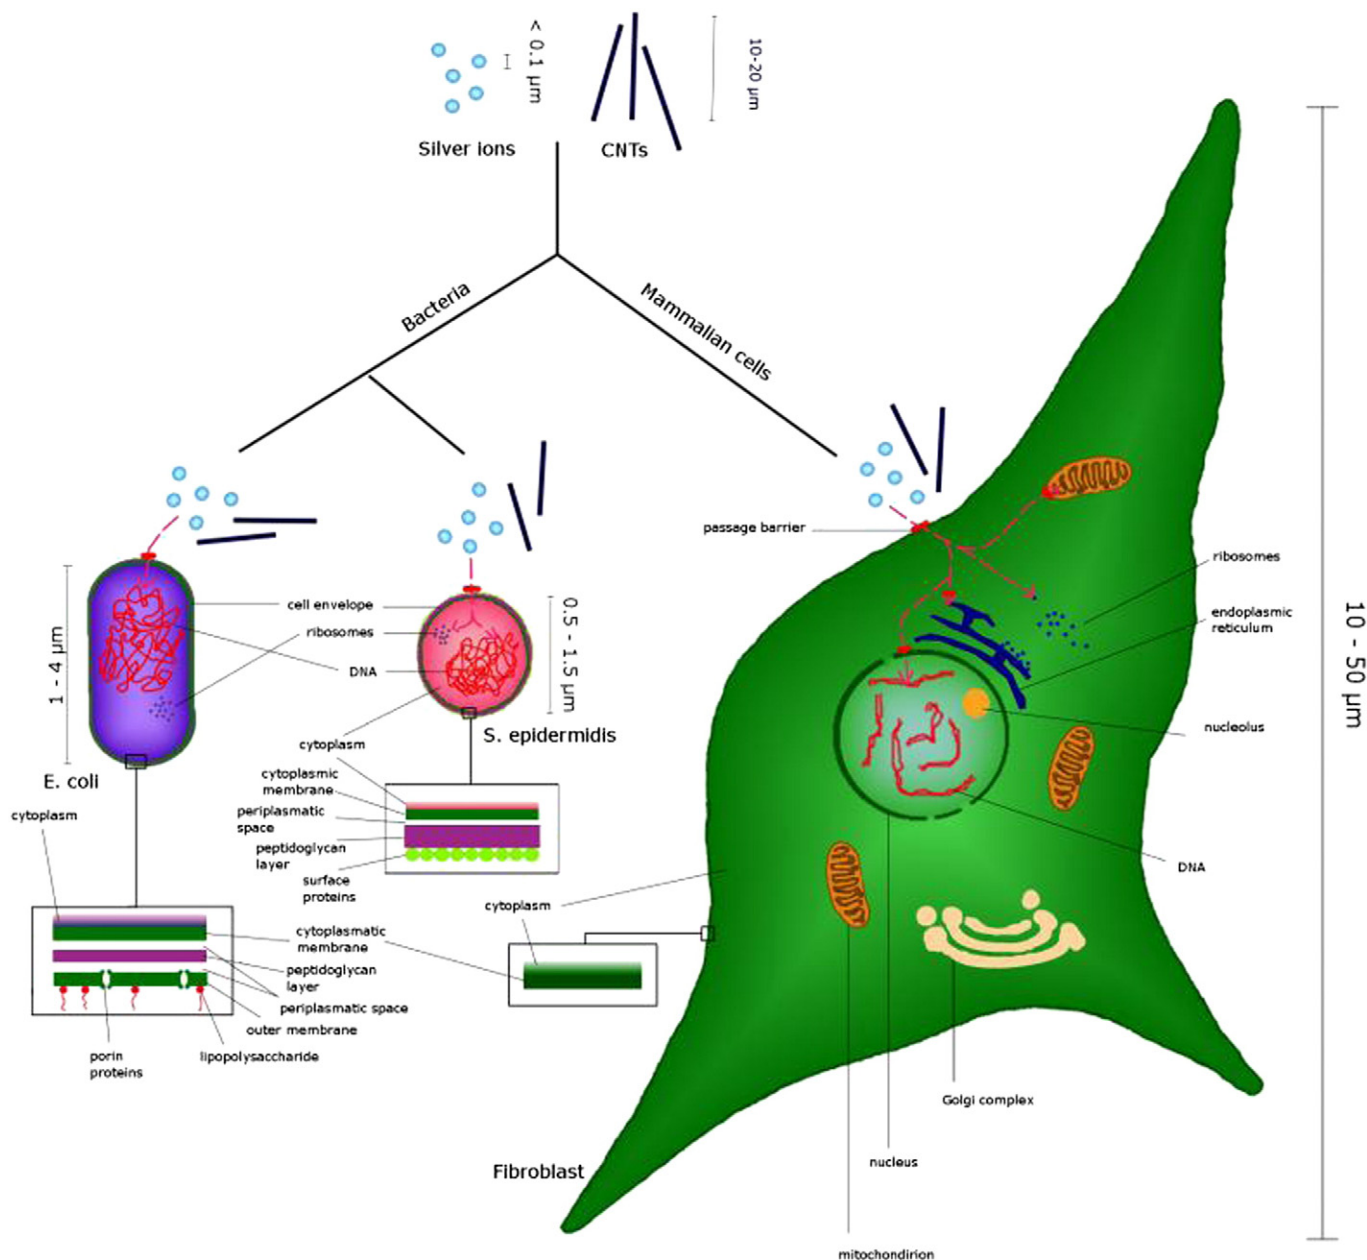 < 0.1 μm
10-20 μm
Silver ions
CNTs
Bacteria
Mammalian cells
passage barrier
ribosomes
endoplasmic
reticulum
nucleolus
DNA
10 - 50 μm
cell envelope
ribosomes
DNA
1 - 4 μm
0.5 - 1.5 μm
cytoplasm
S. epidermidis
E. coli
cytoplasmic
membrane
periplasmatic
space
peptidoglycan
layer
surface
proteins
cytoplasm
cytoplasm
cytoplasmatic
membrane
peptidoglycan
layer
periplasmatic space
outer membrane
lipopolysaccharide
porin
proteins
Golgi complex
nucleus
Fibroblast
mitochondirion